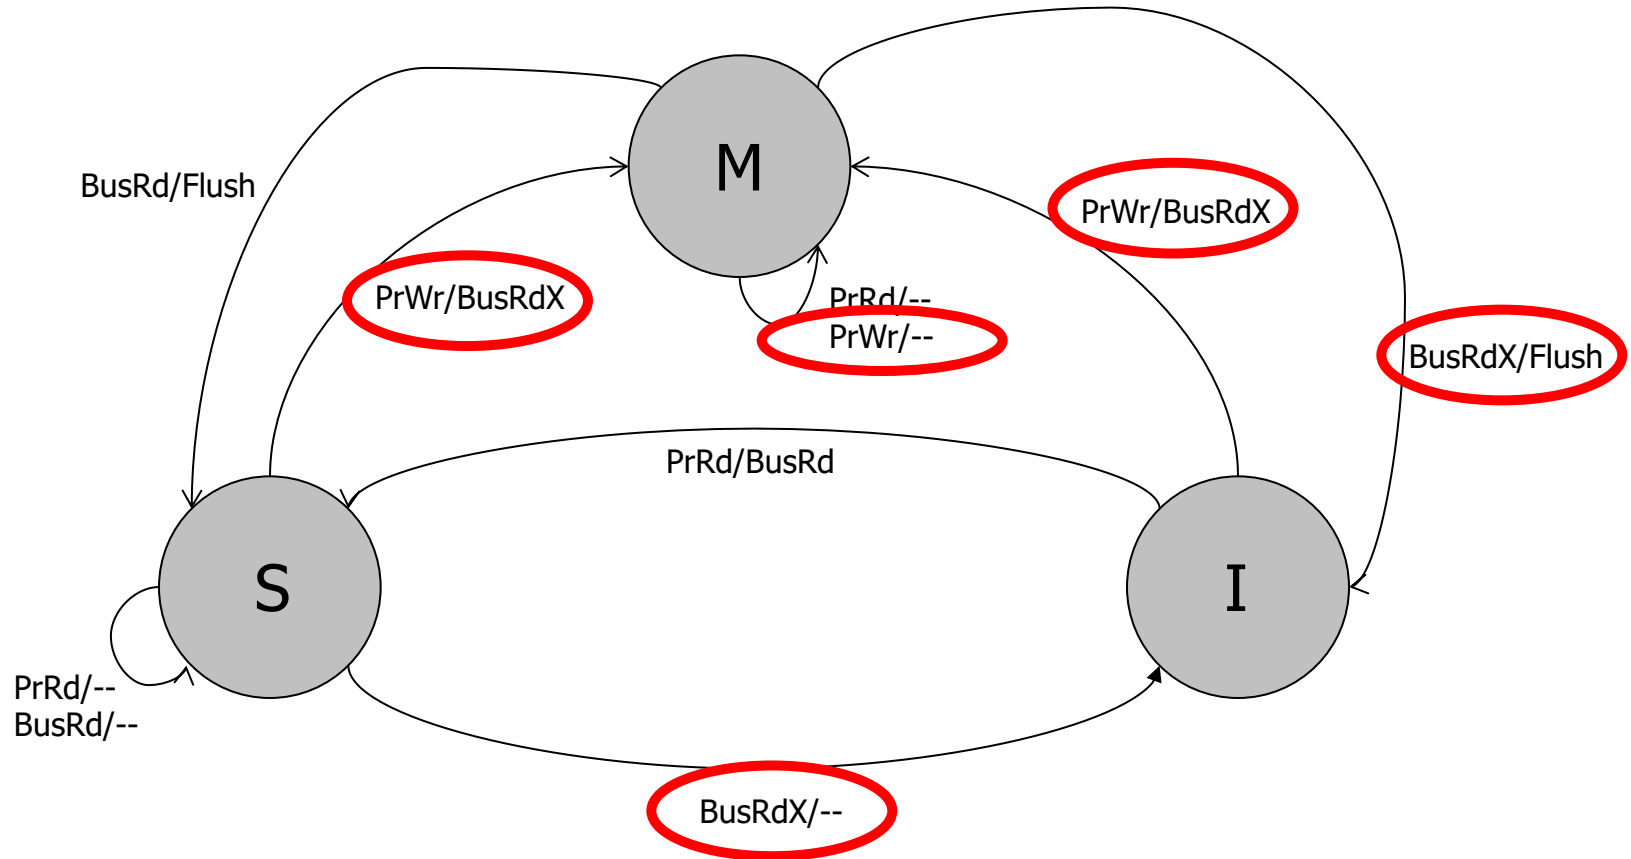 M
BusRd/Flush
PrWr/BusRdX
PrWr/BusRdX
PrRd/--
PrWr/--
BusRdX/Flush
PrRd/BusRd
S
I
PrRd/--
BusRd/--
BusRdX/--